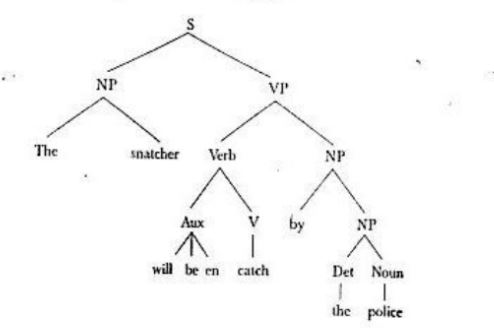 S
NP VP
The snatcher Verb NP
Aux V by NP
will be en catch Det Noun
the police